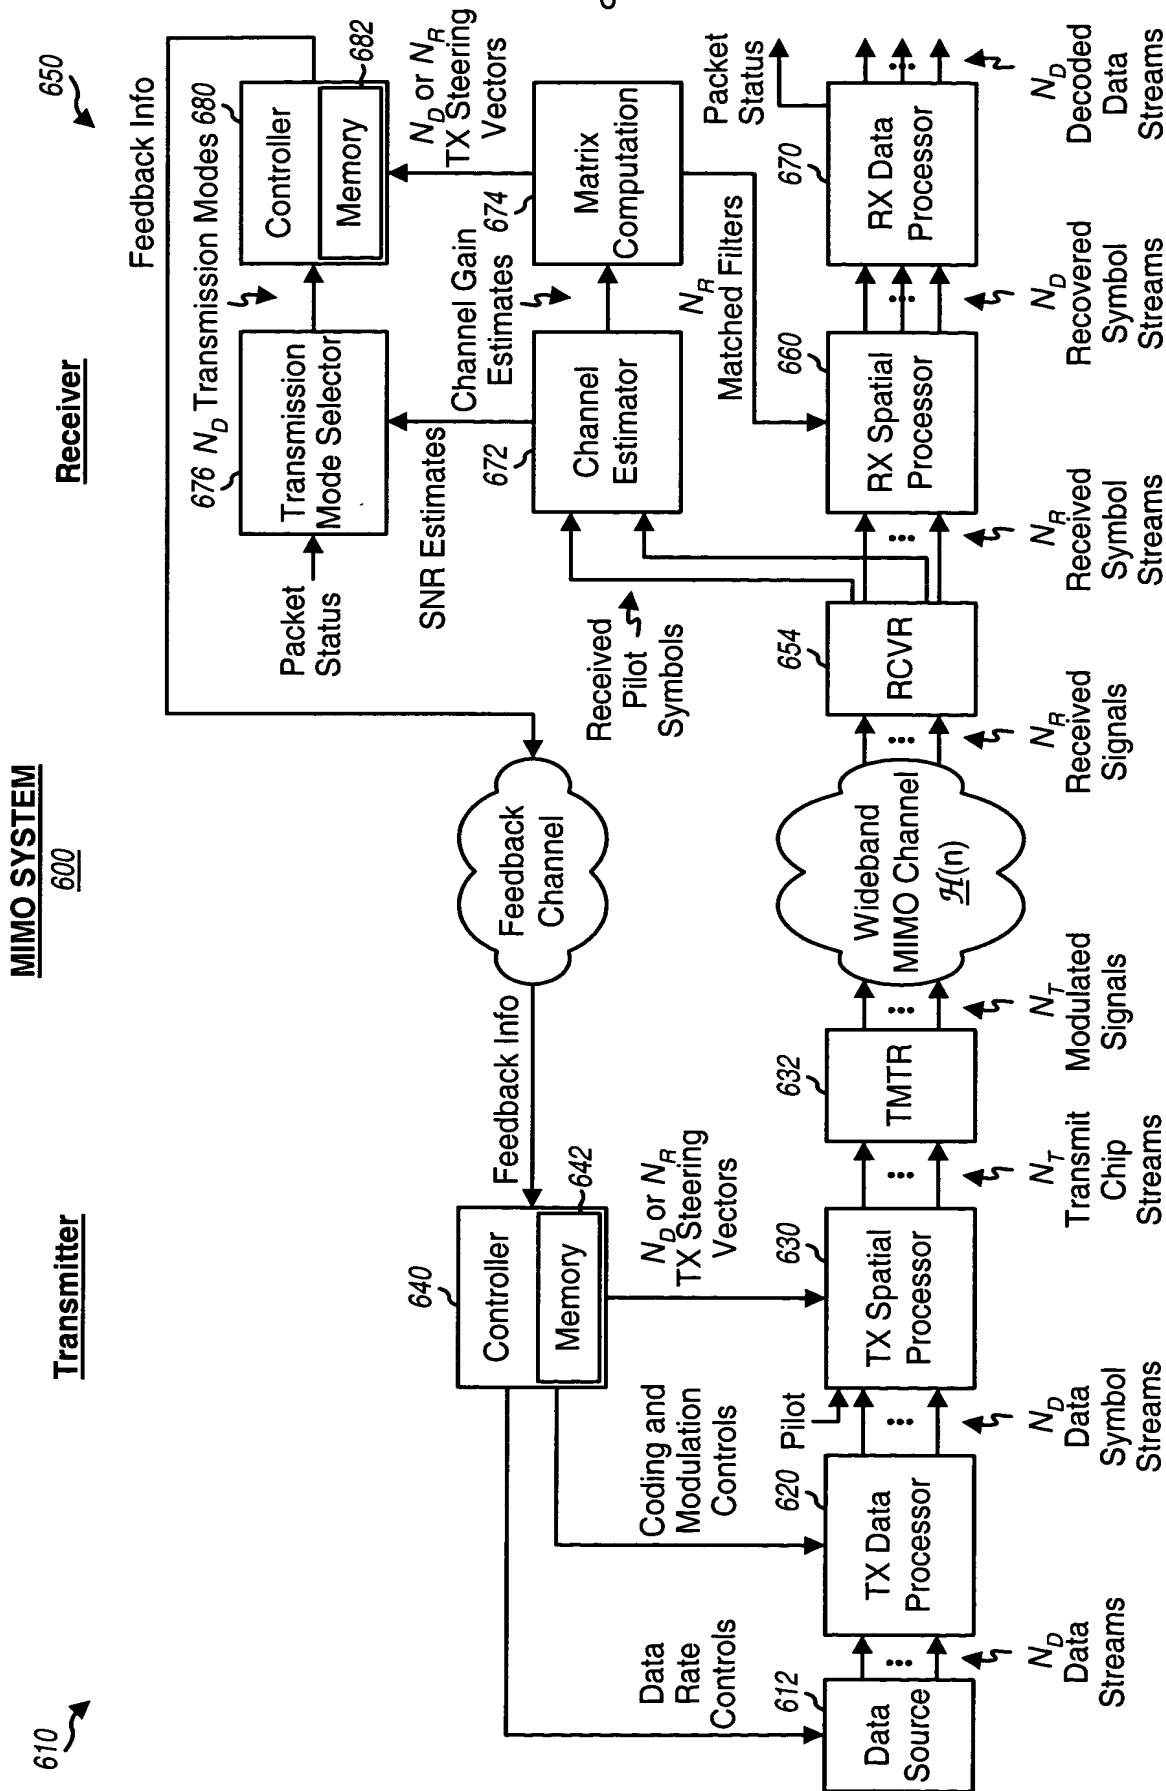 MIMO SYSTEM
600
Transmitter
Receiver
610
650
Feedback Info
Controller
Memory
640
642
Feedback Info
Feedback
Channel
Data
Rate
Controls
Coding and
Modulation
Controls
N_D or N_R
TX Steering
Vectors
Pilot
612
Data
Source
N_D
Data
Streams
620
TX Data
Processor
N_D
Data
Symbol
Streams
630
TX Spatial
Processor
N_T
Transmit
Chip
Streams
632
TMTR
N_T
Modulated
Signals
Wideband
MIMO Channel
H(n)
N_R
Received
Signals
654
RCVR
Received
Pilot
Symbols
N_R
Received
Symbol
Streams
660
RX Spatial
Processor
N_D
Recovered
Symbol
Streams
670
RX Data
Processor
Packet
Status
N_D
Decoded
Data
Streams
672
Channel
Estimator
SNR Estimates
Channel Gain
Estimates
674
Matrix
Computation
N_R
Matched Filters
N_D or N_R
TX Steering
Vectors
Packet
Status
676
Transmission
Mode Selector
N_D Transmission Modes
680
Controller
Memory
682